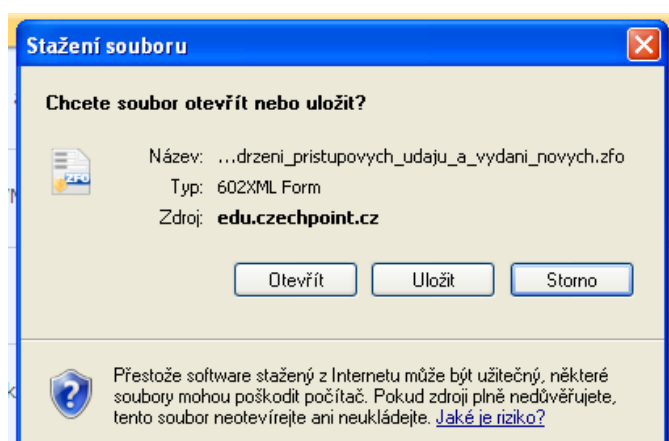 Stažení souboru
Chcete soubor otevřít nebo uložit?
ZFO
Název: ...drzeni_pristupovych_udaju_a_vydani_novych.zfo
Typ: 602XML Form
Zdroj: edu.czechpoint.cz
Otevřít Uložit Storno
Přestože software stažený z Internetu může být užitečný, některé
soubory mohou poškodit počítač. Pokud zdroji plně nedůvěřujete,
tento soubor neotevírejte ani neukládejte. Jaké je riziko?